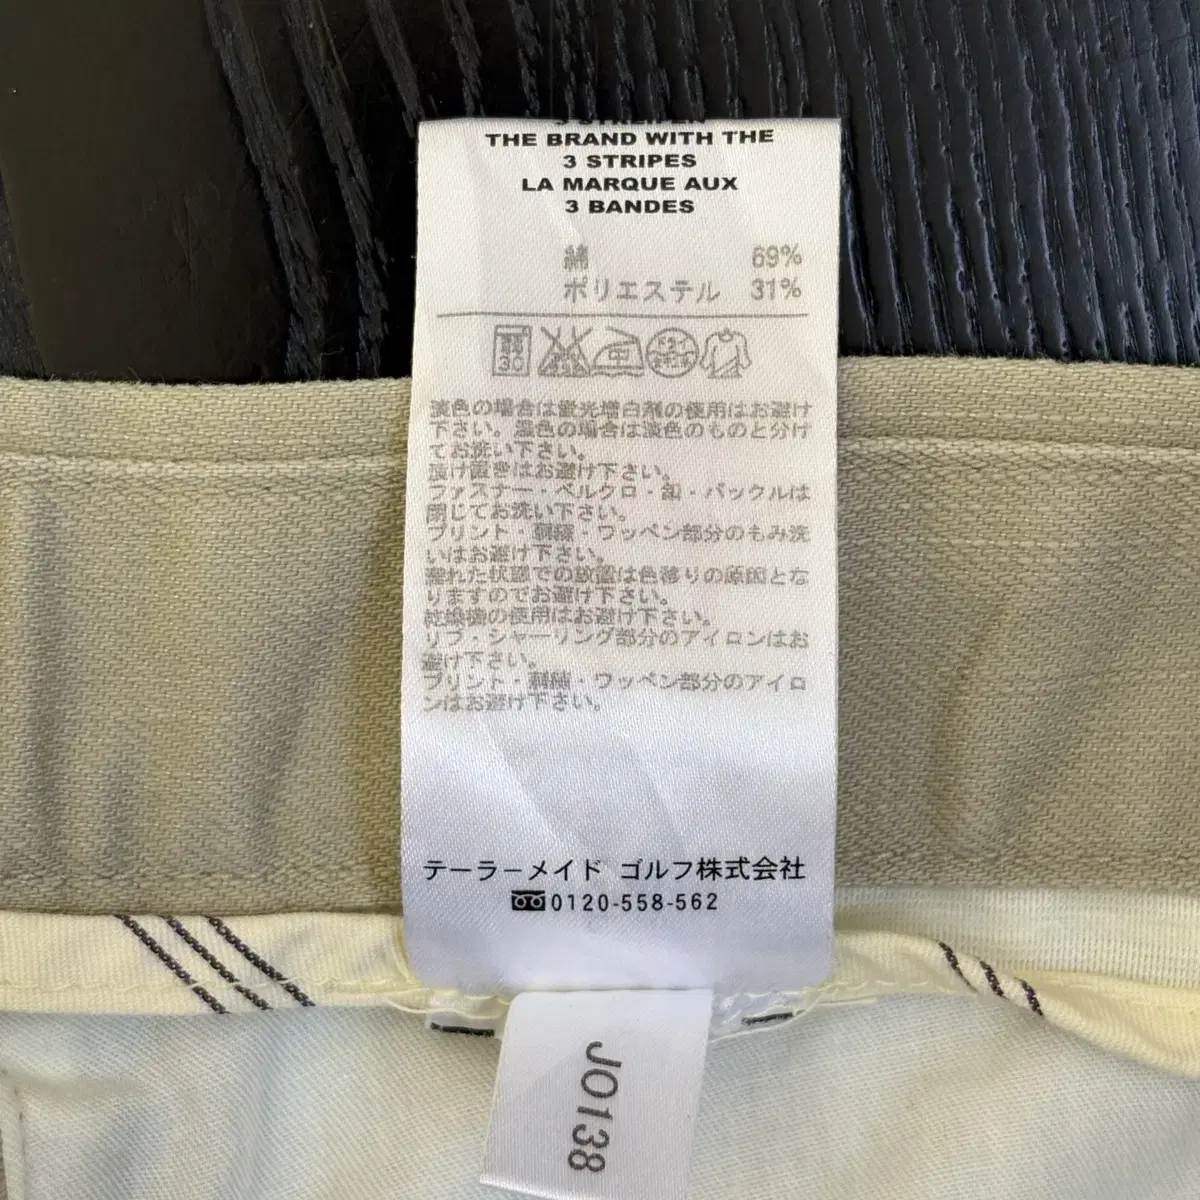 THE BRAND WITH THE
3 STRIPES
LA MARQUE AUX
3 BANDES
綿 69%
ポリエステル 31%
30
淡色の場合は蛍光増白剤の使用はお避け
下さい。濃色の場合は淡色のものと分け
てお洗い下さい。
漬け置きはお避け下さい。
ファスナー・ベルクロ・釦・バックルは
閉じてお洗い下さい。
プリント・刺繍・ワッペン部分のもみ洗
いはお避け下さい。
濡れた状態での放置は色移りの原因とな
りますのでお避け下さい。
乾燥機の使用はお避け下さい。
リブ・シャーリング部分のアイロンはお
避け下さい。
プリント・刺繍・ワッペン部分のアイロ
ンはお避け下さい。
テーラーメイド ゴルフ株式会社
0120-558-562
JO138